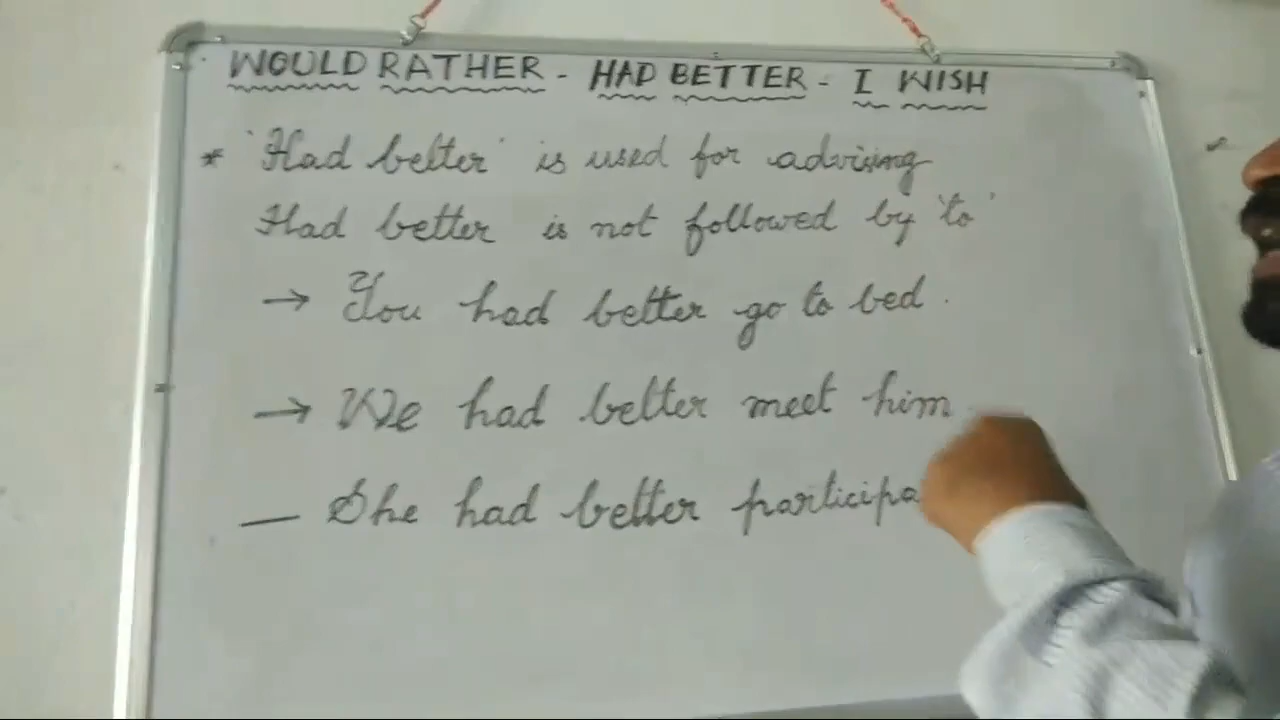 WOULD RATHER - HAD BETTER - I WISH
* 'Had better' is used for advising
Had better is not followed by 'to'
→ You had better go to bed.
→ We had better meet him
— She had better participa